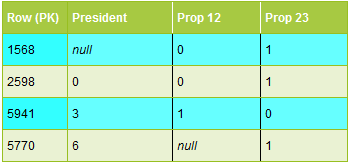 Row (PK) President Prop 12 Prop 23
1568 null 0 1
2598 0 0 1
5941 3 1 0
5770 6 null 1